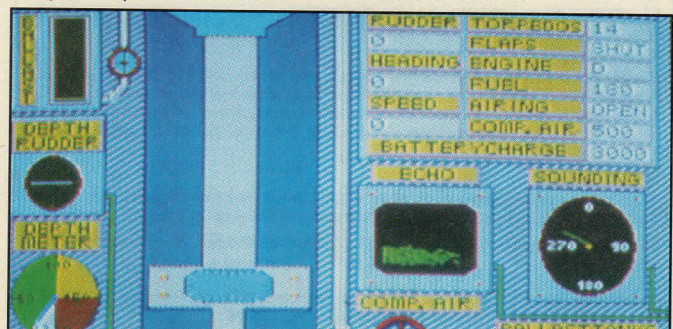 BALLAST
RUDDER TORPEDOS 14
0 FLAPS SHUT
HEADING ENGINE D
0 FUEL 180
SPEED AIRING OPEN
0 COMP. AIR 500
BATTERYCHARGE 3000
DEPTH
RUDDER
ECHO
SOUNDING
0
270 90
180
DEPTH
METER
COMP. AIR